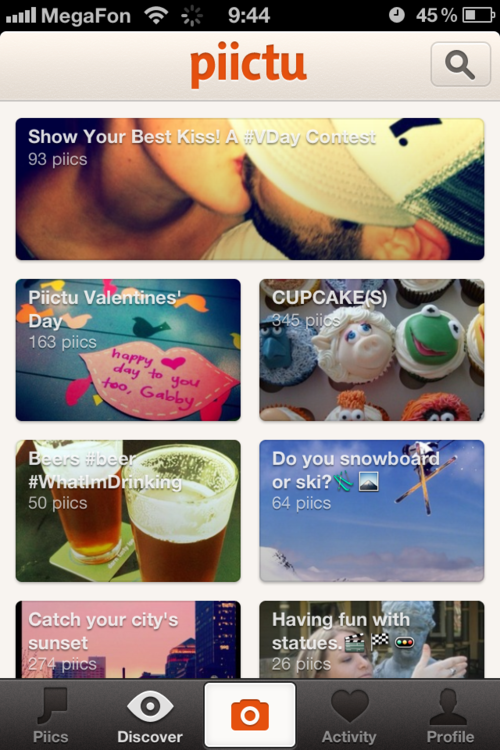 MegaFon 9:44 45%
piictu
Show Your Best Kiss! A #VDay Contest
93 piics
Piictu Valentines'
Day
163 piics
happy
day to you
too, Gabby
CUPCAKE(S)
345 piics
Beers #beer
#WhatImDrinking
50 piics
Do you snowboard
or ski?
64 piics
Catch your city's
sunset
274 piics
Having fun with
statues.
26 piics
Piics
Discover
Activity
Profile